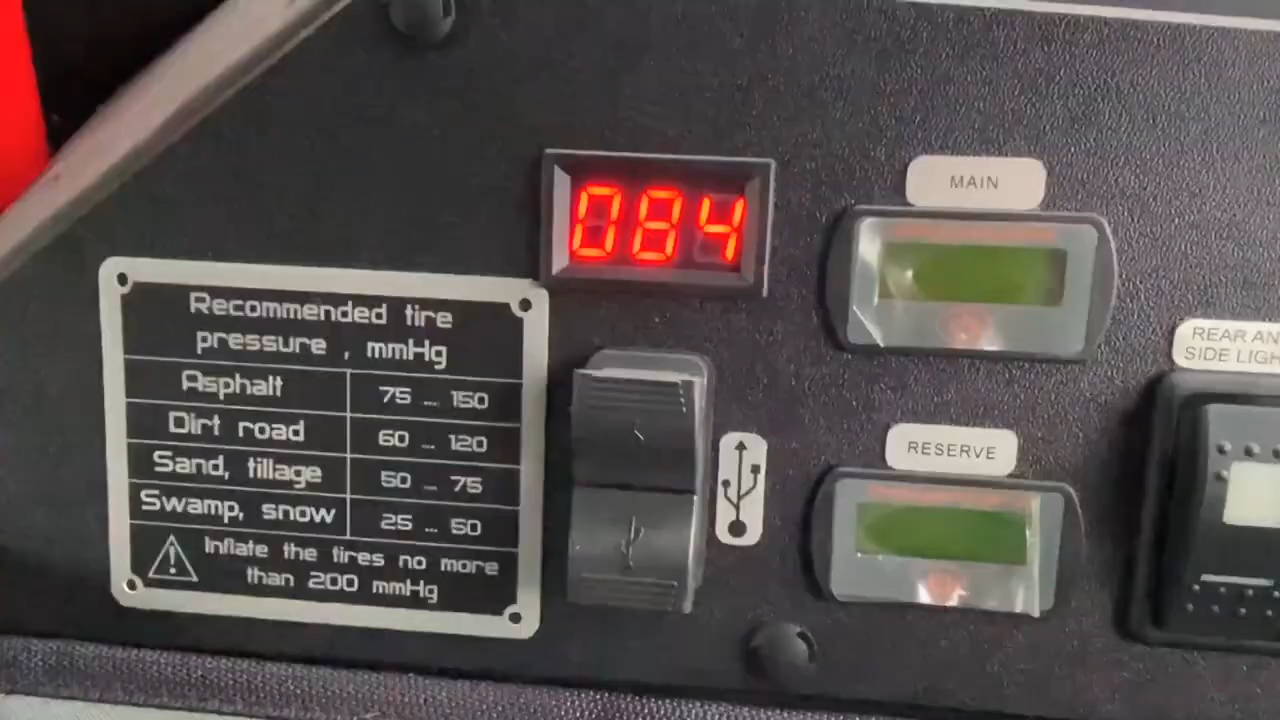 084
MAIN
Recommended tire
pressure , mmHg
Asphalt 75 ... 150
Dirt road 60 ... 120
Sand, tillage 50 ... 75
Swamp, snow 25 ... 50
Inflate the tires no more
than 200 mmHg
RESERVE
REAR AN
SIDE LIGH